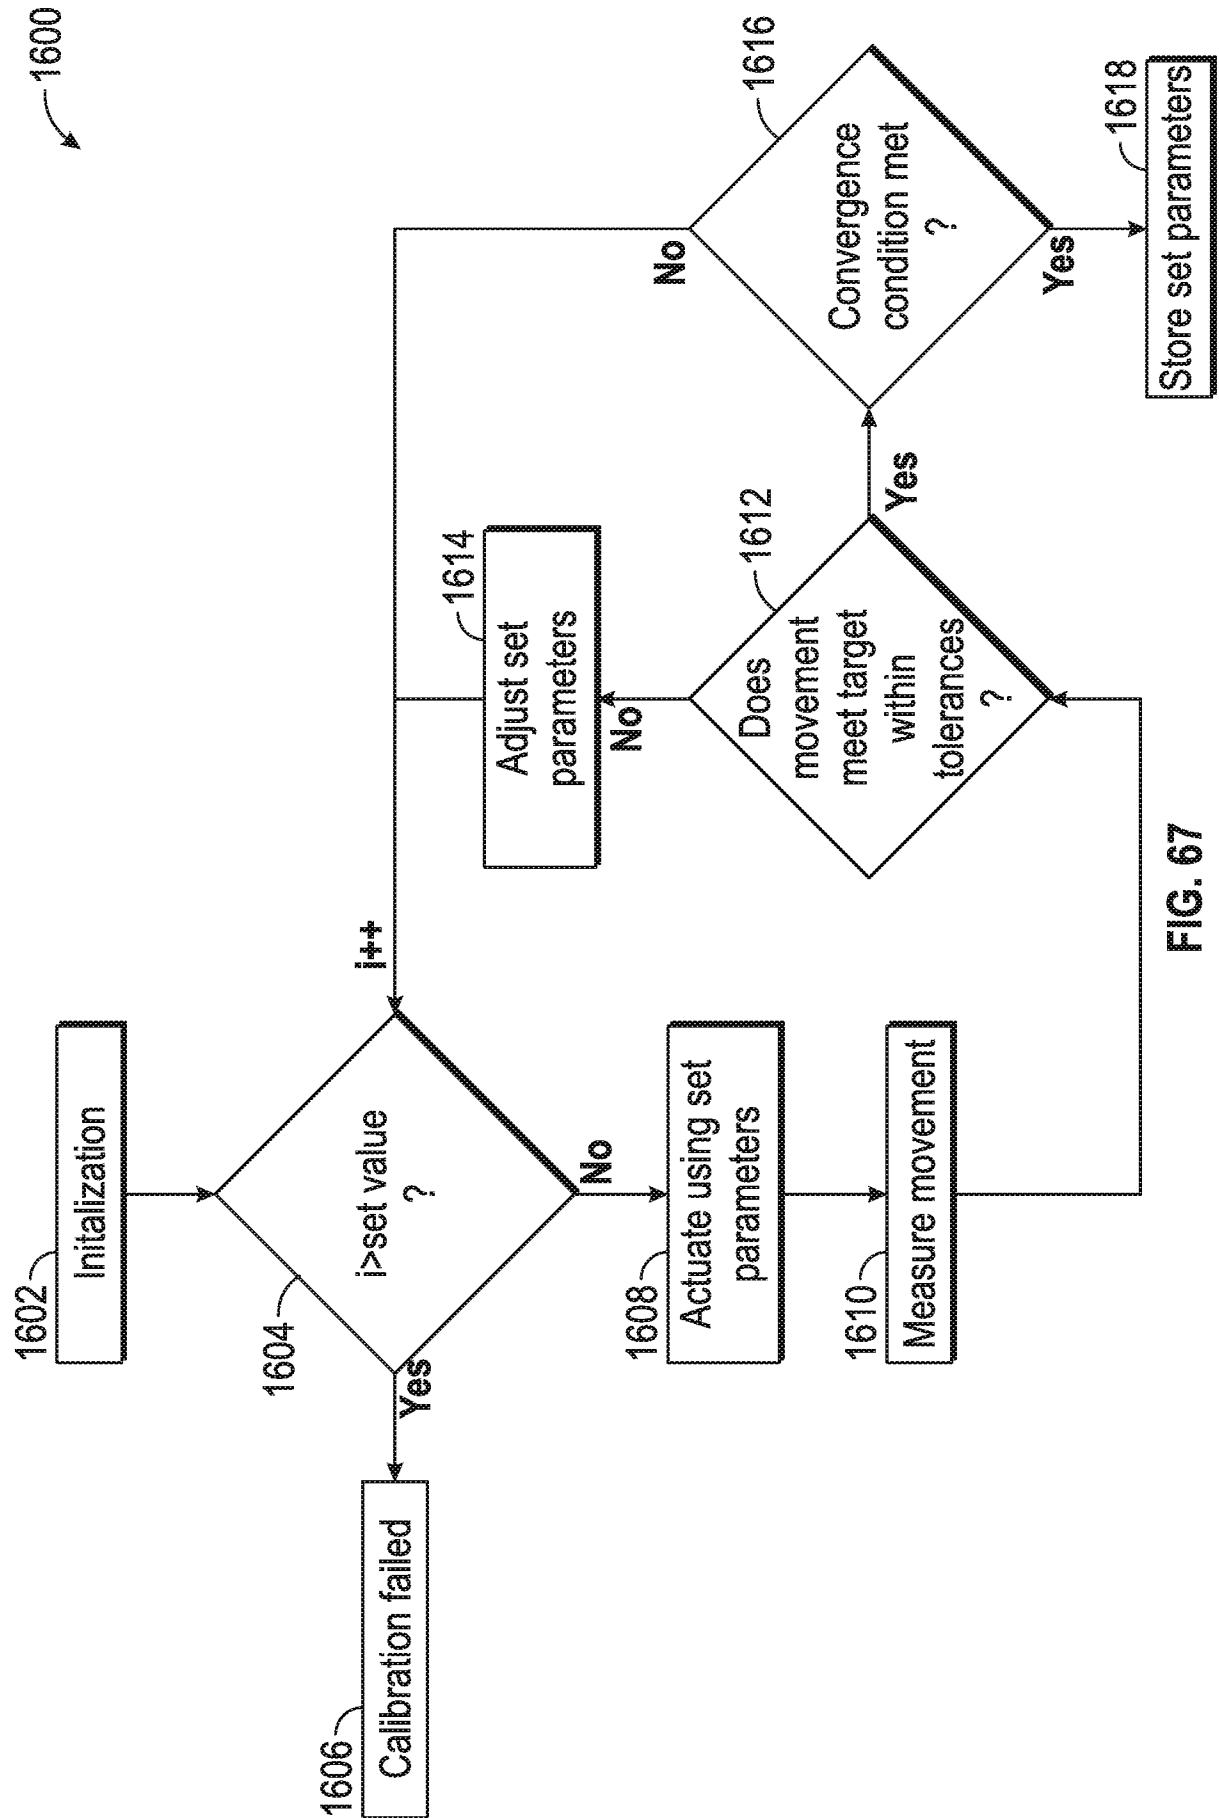 1600
1602
Initalization
1604
i>set value
?
i++
Yes
1606
Calibration failed
No
1608
Actuate using set
parameters
1610
Measure movement
1612
Does
movement
meet target
within
tolerances
?
No
1614
Adjust set
parameters
Yes
1616
Convergence
condition met
?
No
Yes
1618
Store set parameters
FIG. 67